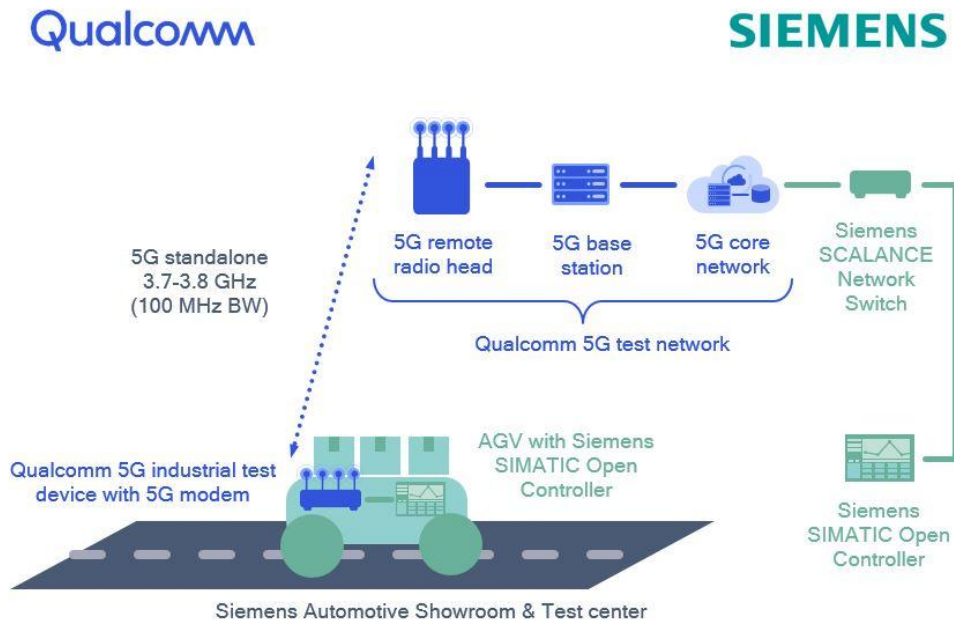 Qualcomm
SIEMENS
5G standalone
3.7-3.8 GHz
(100 MHz BW)
5G remote
radio head
5G base
station
5G core
network
Siemens
SCALANCE
Network
Switch
Qualcomm 5G test network
Qualcomm 5G industrial test
device with 5G modem
AGV with Siemens
SIMATIC Open
Controller
Siemens
SIMATIC Open
Controller
Siemens Automotive Showroom & Test center